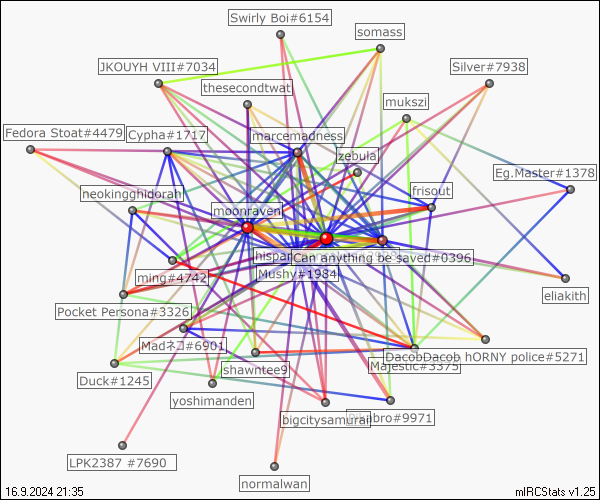 Swirly Boi#6154
somass
JKOUYH VIII#7034
Silver#7938
thesecondtwat
mukszi
Fedora Stoat#4479
Cypha#1717
marcemadness
zebula
Eg.Master#1378
neokingghidorah
frisout
moonraven
Can anything be saved#0396
ming#4742
Mushy#1984
eliakith
Pocket Persona#3326
Madネコ#6901
DacobDacob hORNY police#5271
Majestic#3375
shawntee9
Duck#1245
yoshimanden
bigcitysamurai
#9971
LPK2387 #7690
normalwan
16.9.2024 21:35
mIRCStats v1.25